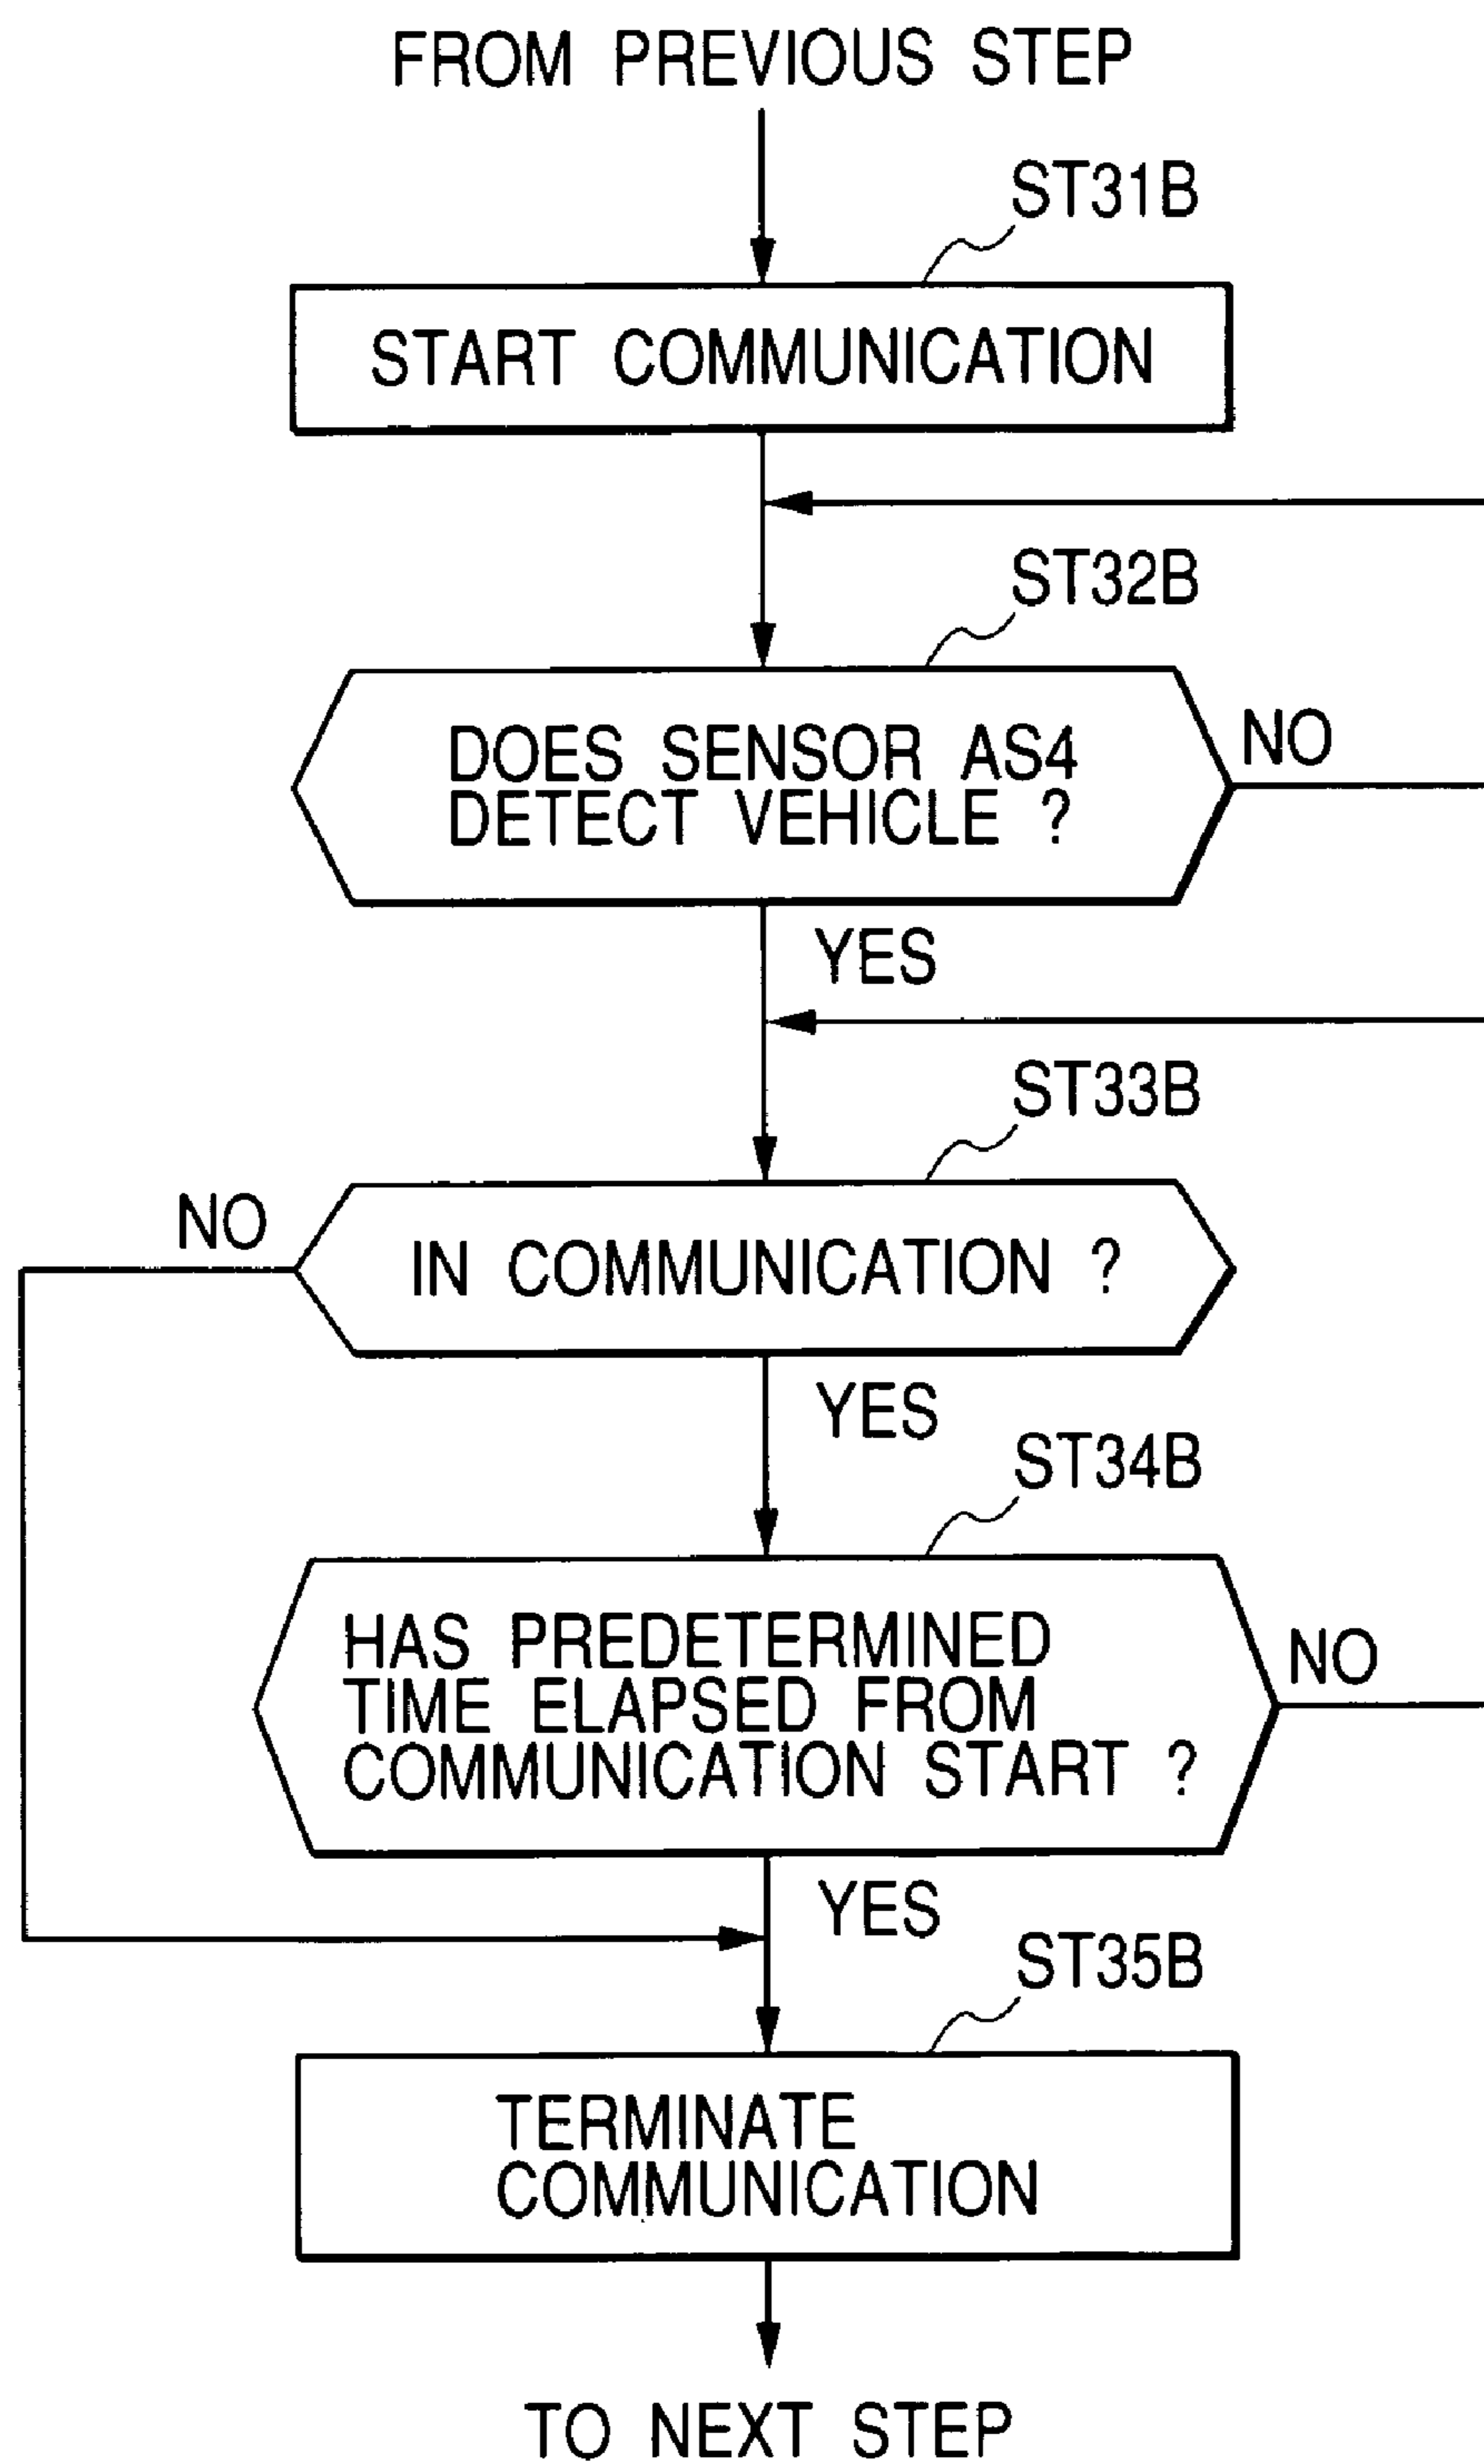 FROM PREVIOUS STEP
ST31B
START COMMUNICATION
ST32B
DOES SENSOR AS4
DETECT VEHICLE ?
NO
YES
ST33B
NO
IN COMMUNICATION ?
YES
ST34B
HAS PREDETERMINED
TIME ELAPSED FROM
COMMUNICATION START ?
NO
YES
ST35B
TERMINATE
COMMUNICATION
TO NEXT STEP